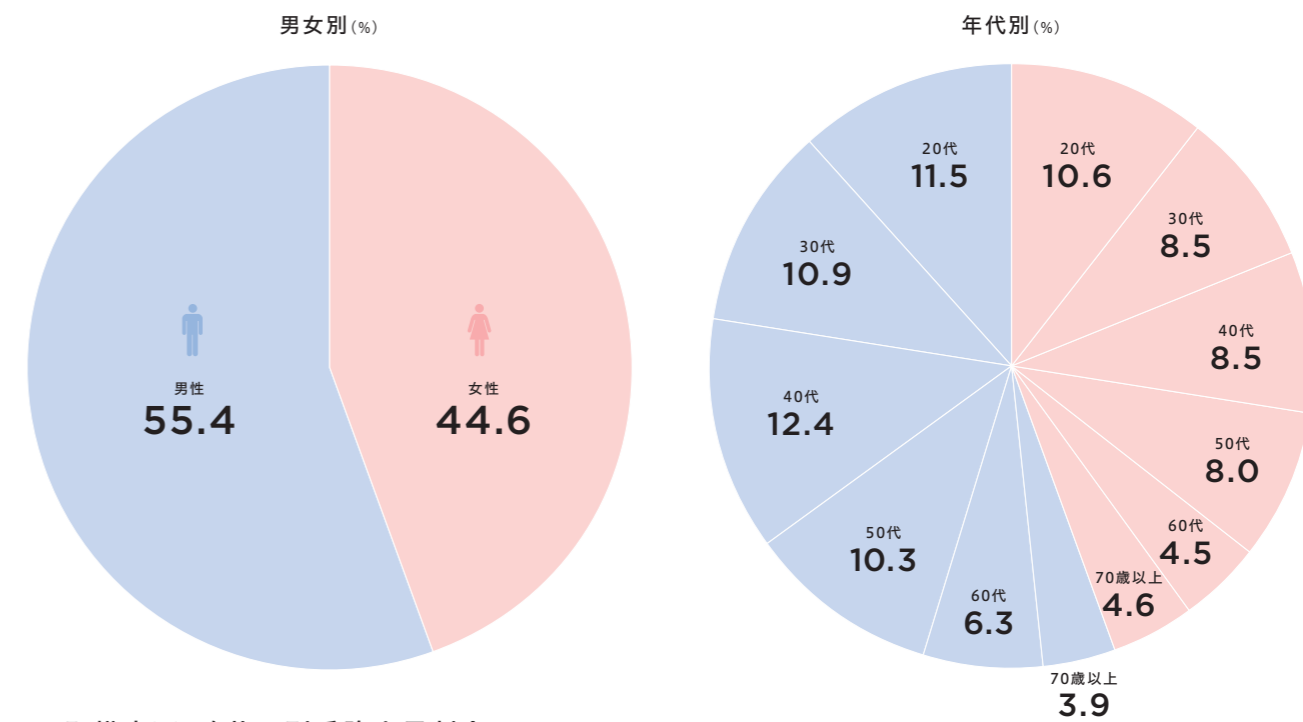 男女別(%)
男性
55.4
女性
44.6
年代別(%)
20代
11.5
20代
10.6
30代
10.9
30代
8.5
40代
12.4
40代
8.5
50代
10.3
50代
8.0
60代
6.3
60代
4.5
70歳以上
4.6
70歳以上
3.9